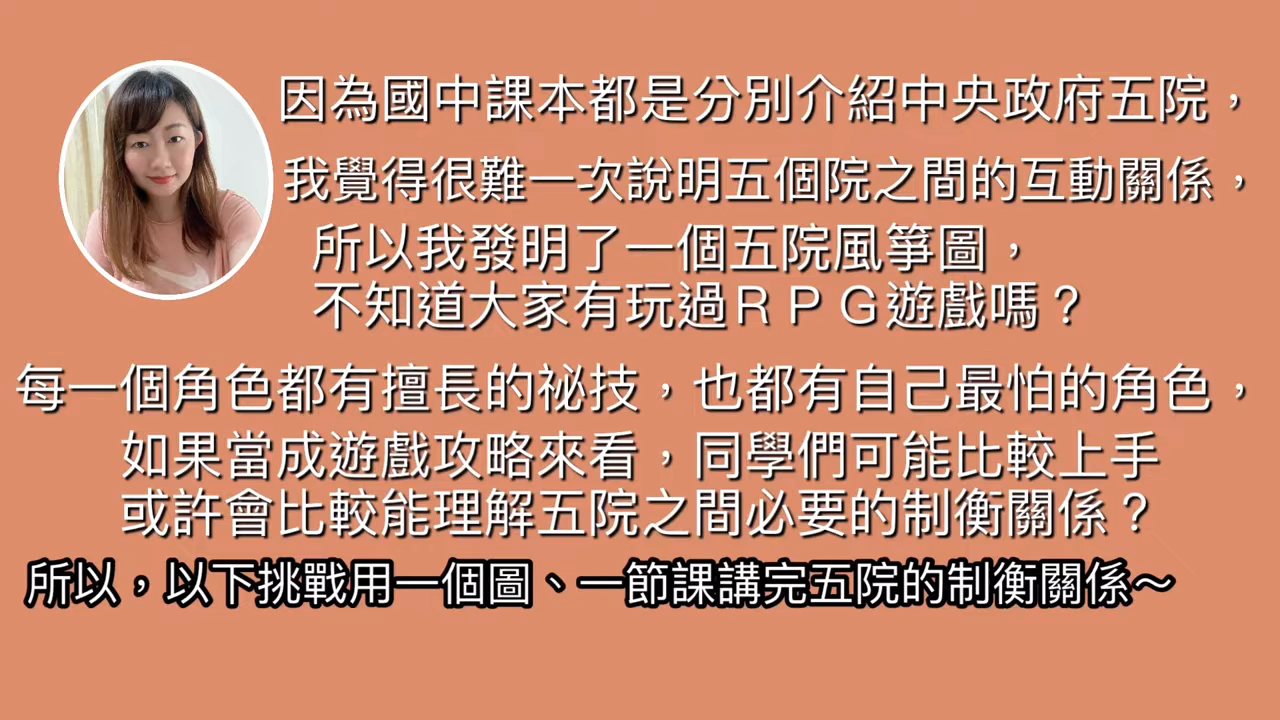 因為國中課本都是分別介紹中央政府五院，
我覺得很難一次說明五個院之間的互動關係，
所以我發明了一個五院風箏圖，
不知道大家有玩過ＲＰＧ遊戲嗎？
每一個角色都有擅長的祕技，也都有自己最怕的角色，
如果當成遊戲攻略來看，同學們可能比較上手
或許會比較能理解五院之間必要的制衡關係？
所以，以下挑戰用一個圖、一節課講完五院的制衡關係～